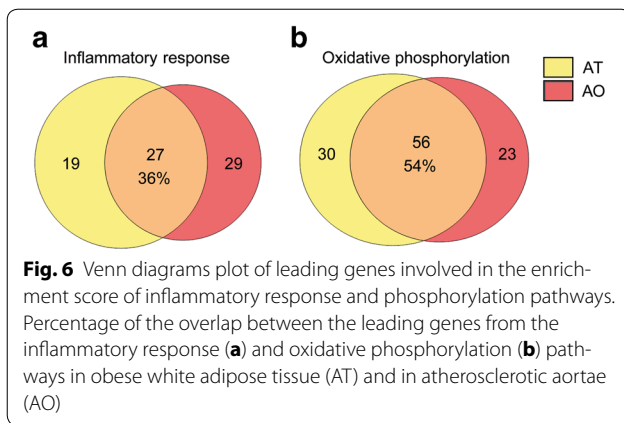 a
Inflammatory response
19
27
36%
29
b
Oxidative phosphorylation
30
56
54%
23
AT
AO
Fig. 6 Venn diagrams plot of leading genes involved in the enrich-
ment score of inflammatory response and phosphorylation pathways.
Percentage of the overlap between the leading genes from the
inflammatory response (a) and oxidative phosphorylation (b) path-
ways in obese white adipose tissue (AT) and in atherosclerotic aortae
(AO)